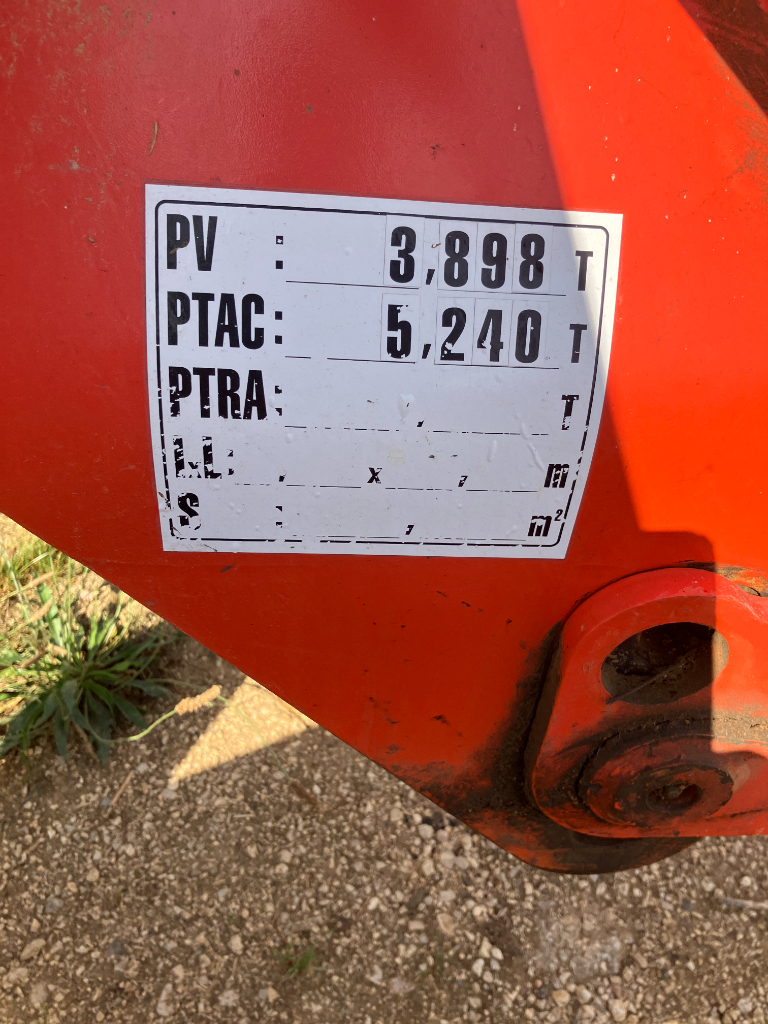 PV : 3,898 T
PTAC: 5,240 T
PTRA: , T
L.L: , x , m
S : , m²